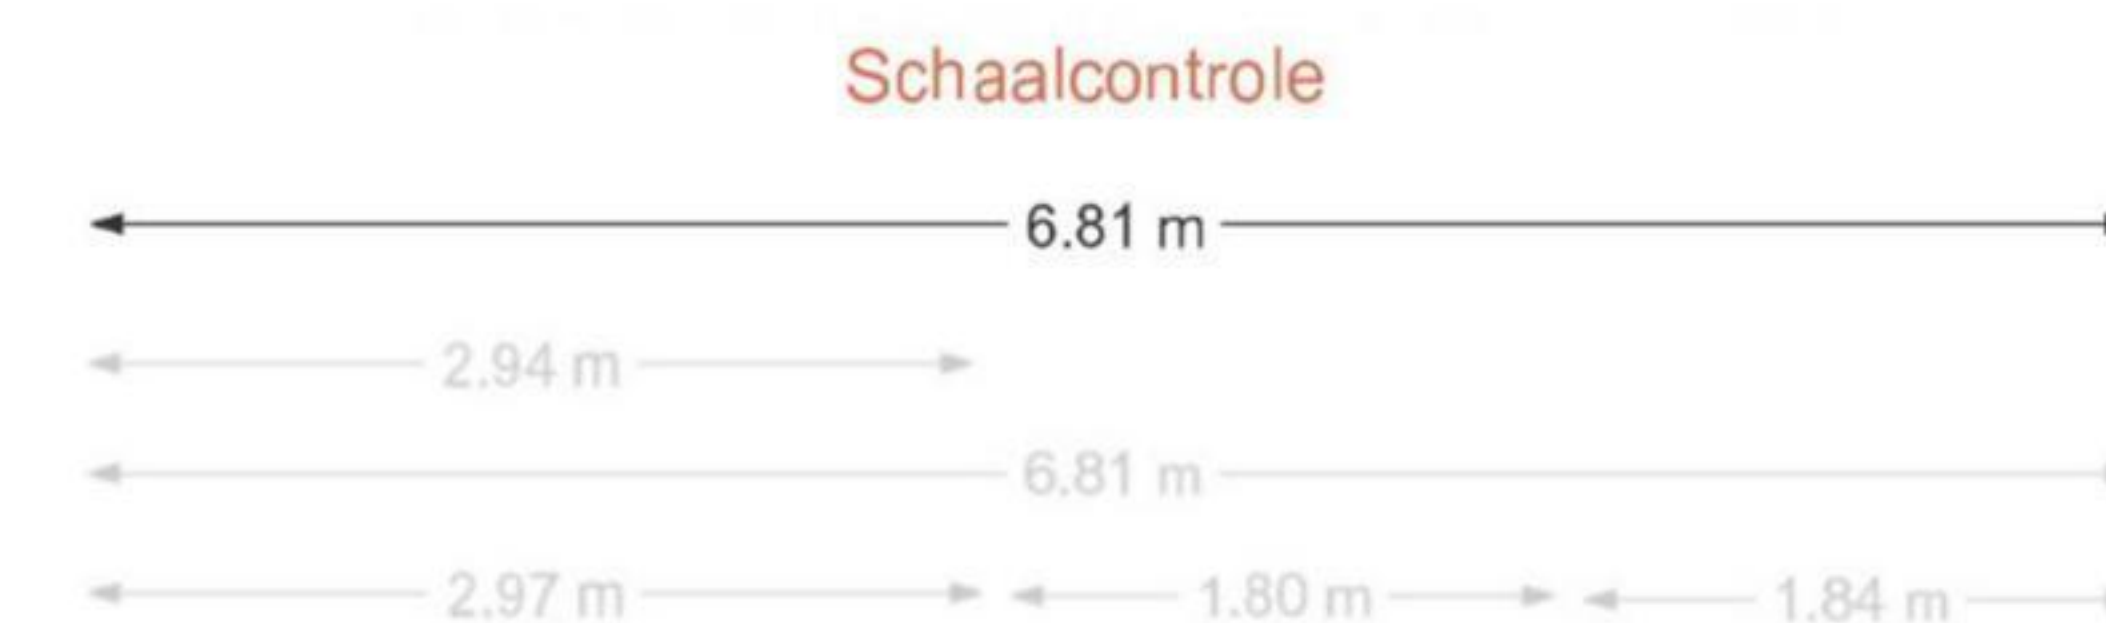 Schaalcontrole
6.81 m
2.94 m
6.81 m
2.97 m 1.80 m 1.84 m